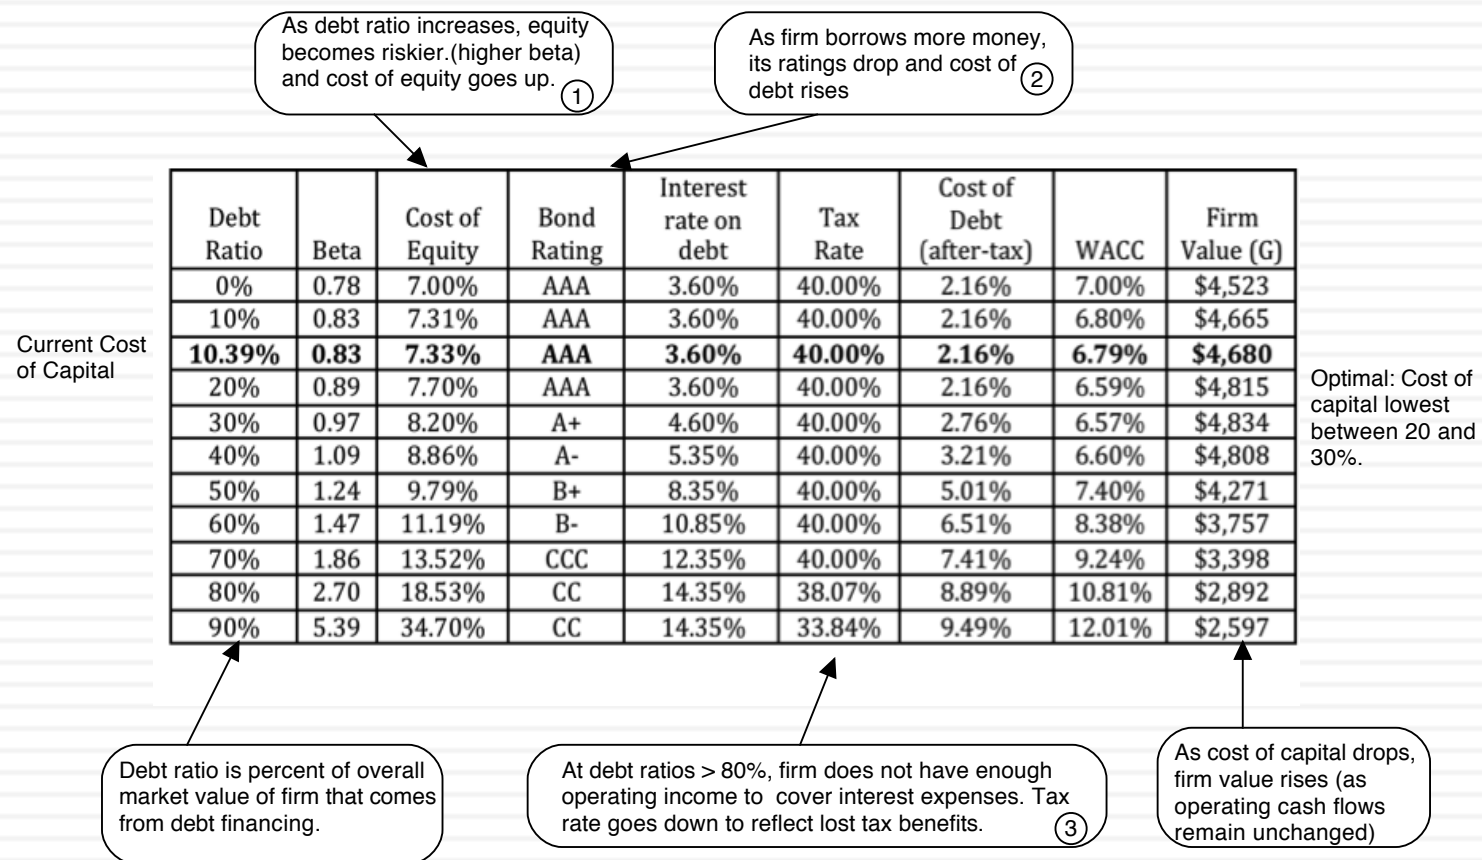 As debt ratio increases, equity
becomes riskier.(higher beta)
and cost of equity goes up.
1
As firm borrows more money,
its ratings drop and cost of
debt rises
2
Debt Ratio Beta Cost of Equity Bond Rating Interest rate on debt Tax Rate Cost of Debt (after-tax) WACC Firm Value (G)
0% 0.78 7.00% AAA 3.60% 40.00% 2.16% 7.00% $4,523
10% 0.83 7.31% AAA 3.60% 40.00% 2.16% 6.80% $4,665
10.39% 0.83 7.33% AAA 3.60% 40.00% 2.16% 6.79% $4,680
20% 0.89 7.70% AAA 3.60% 40.00% 2.16% 6.59% $4,815
30% 0.97 8.20% A+ 4.60% 40.00% 2.76% 6.57% $4,834
40% 1.09 8.86% A- 5.35% 40.00% 3.21% 6.60% $4,808
50% 1.24 9.79% B+ 8.35% 40.00% 5.01% 7.40% $4,271
60% 1.47 11.19% B- 10.85% 40.00% 6.51% 8.38% $3,757
70% 1.86 13.52% CCC 12.35% 40.00% 7.41% 9.24% $3,398
80% 2.70 18.53% CC 14.35% 38.07% 8.89% 10.81% $2,892
90% 5.39 34.70% CC 14.35% 33.84% 9.49% 12.01% $2,597
Current Cost
of Capital
Optimal: Cost of
capital lowest
between 20 and
30%.
Debt ratio is percent of overall
market value of firm that comes
from debt financing.
At debt ratios > 80%, firm does not have enough
operating income to cover interest expenses. Tax
rate goes down to reflect lost tax benefits.
3
As cost of capital drops,
firm value rises (as
operating cash flows
remain unchanged)